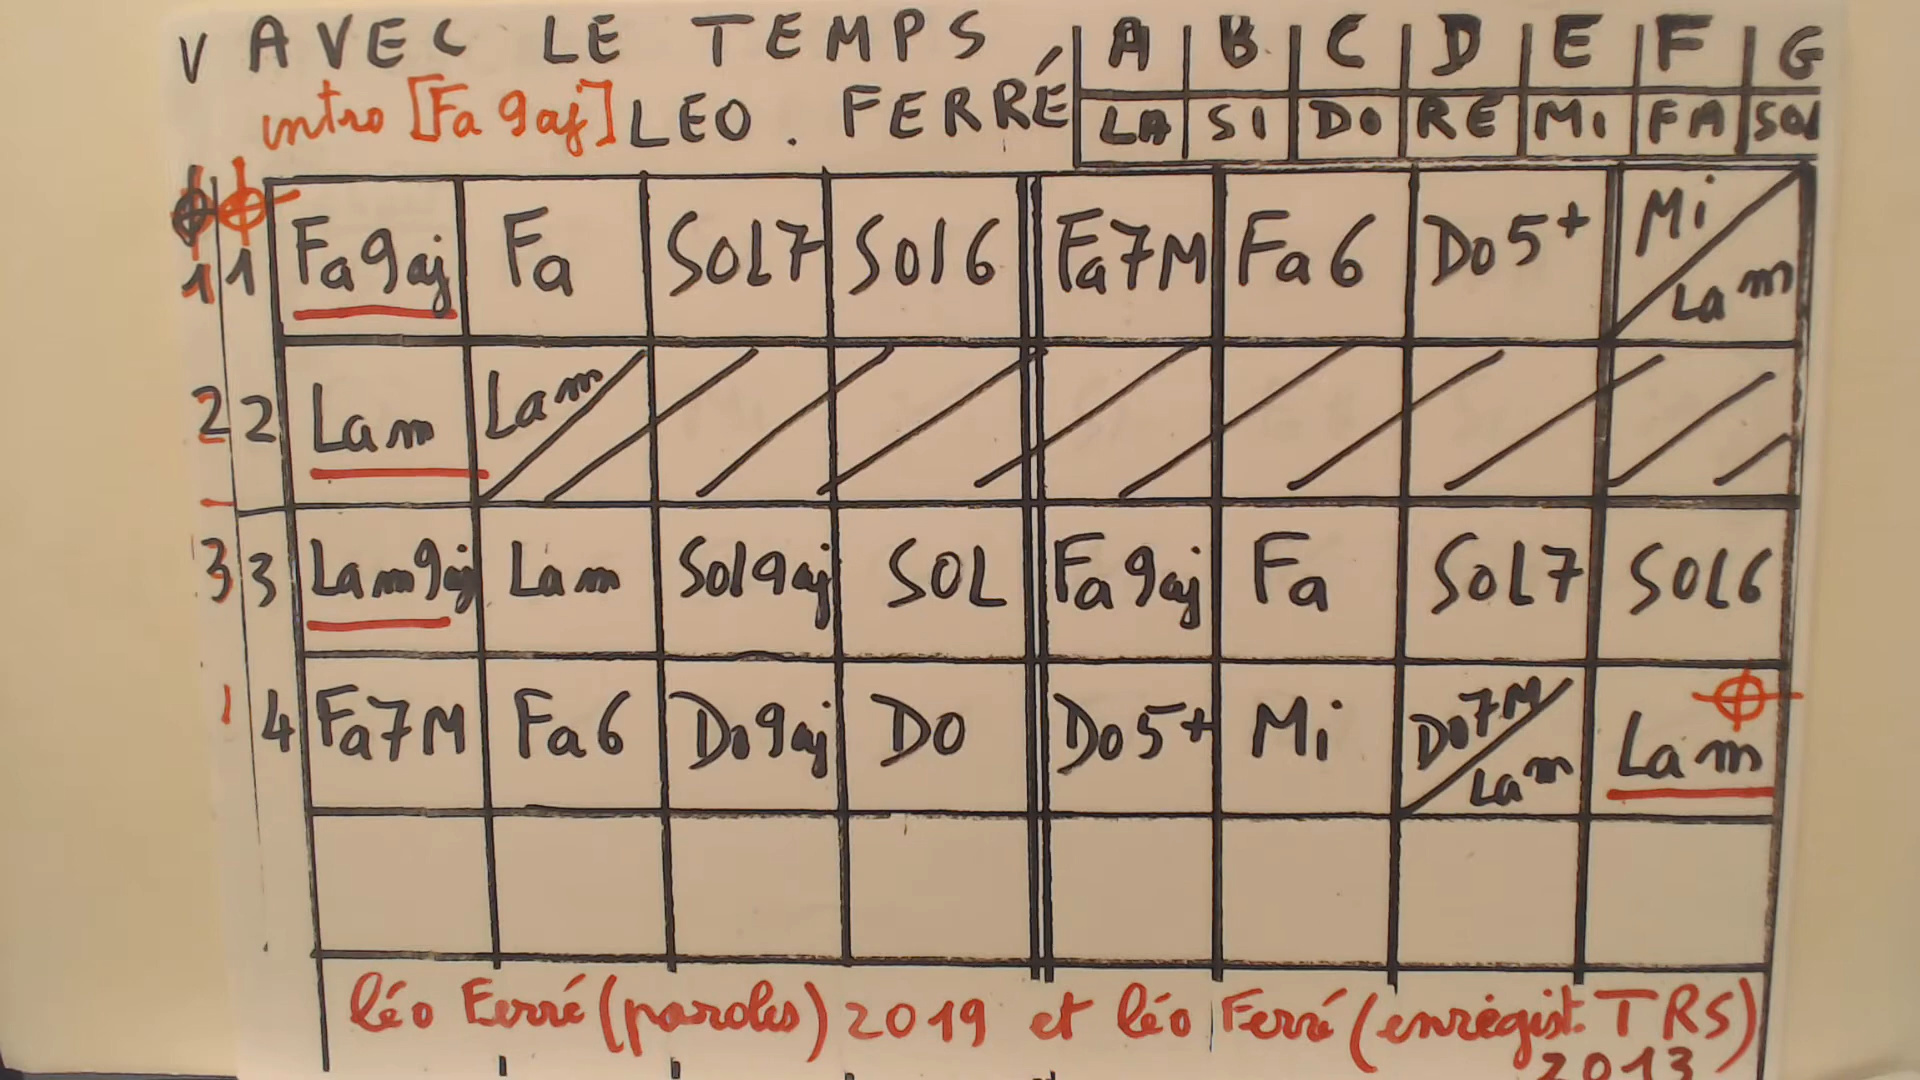 V AVEC LE TEMPS
intro [Fa 9aj] LEO. FERRÉ
A B C D E F G
LA SI DO RE MI FA SOL
1 1 Fa9aj Fa SOL7 Sol6 Fa7M Fa6 Do5+ Mi/Lam
2 2 Lam Lam
3 3 Lam9aj Lam Sol9aj SOL Fa9aj Fa SOL7 SOL6
4 Fa7M Fa6 Do9aj DO Do5+ Mi Do7M/Lam Lam
léo Ferré (paroles) 2019 et léo Ferré (enrégist. TRS)
2013